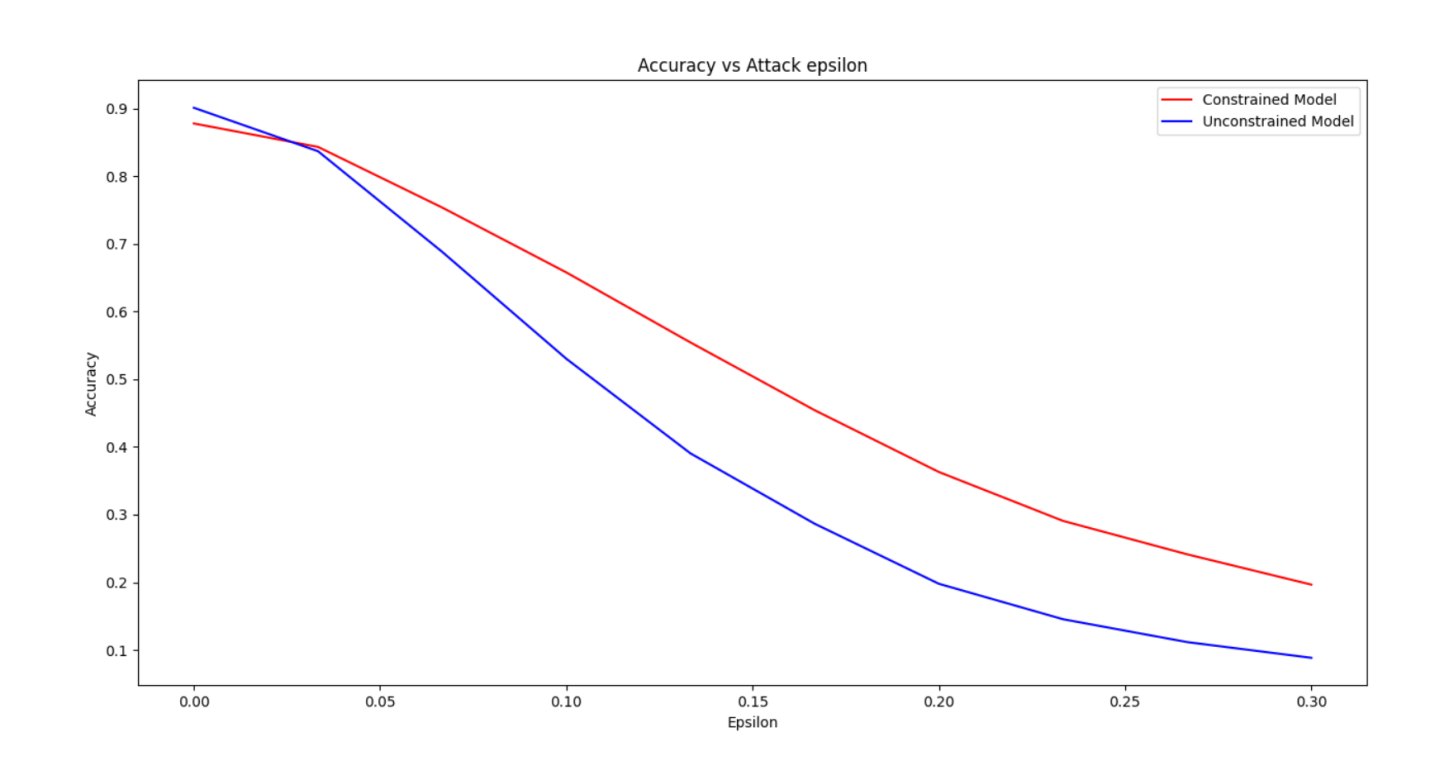 Accuracy vs Attack epsilon
Constrained Model
Unconstrained Model
Accuracy
0.9
0.8
0.7
0.6
0.5
0.4
0.3
0.2
0.1
0.00 0.05 0.10 0.15 0.20 0.25 0.30
Epsilon